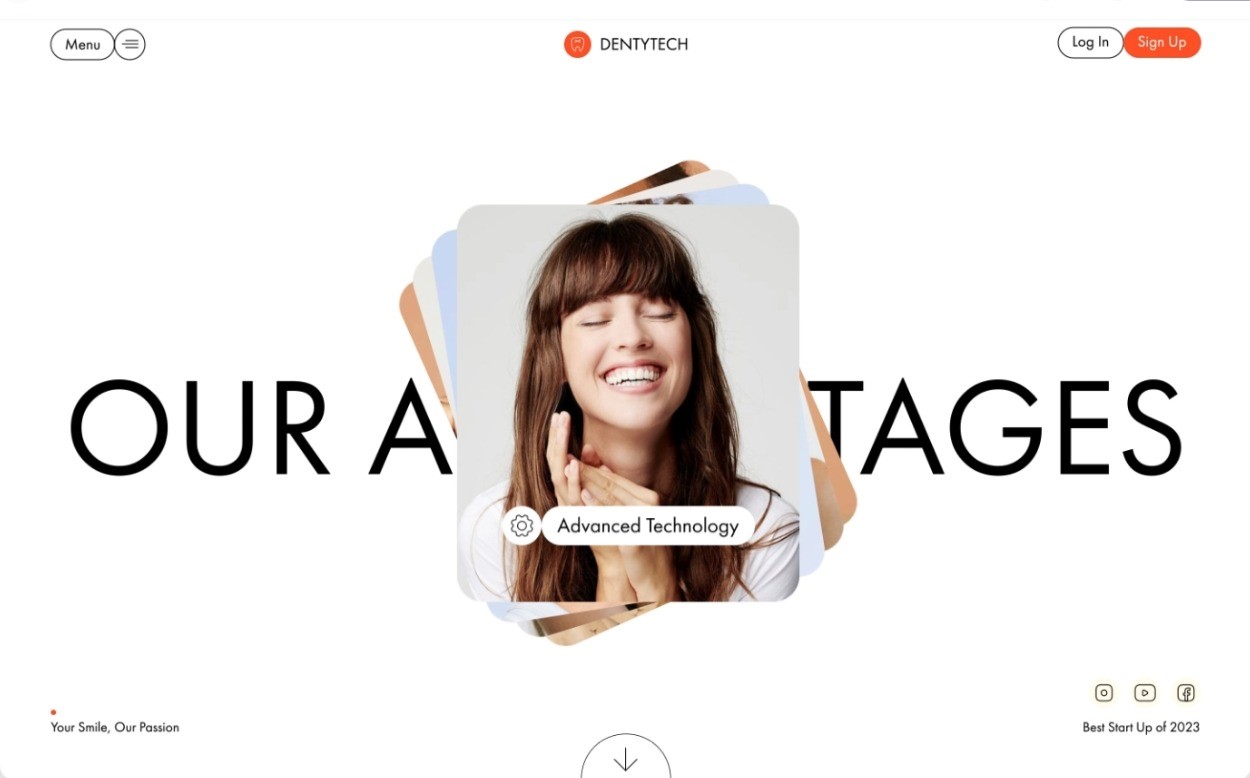 Menu
DENTYTECH
Log In
Sign Up
OUR A TAGES
Advanced Technology
Your Smile, Our Passion
Best Start Up of 2023